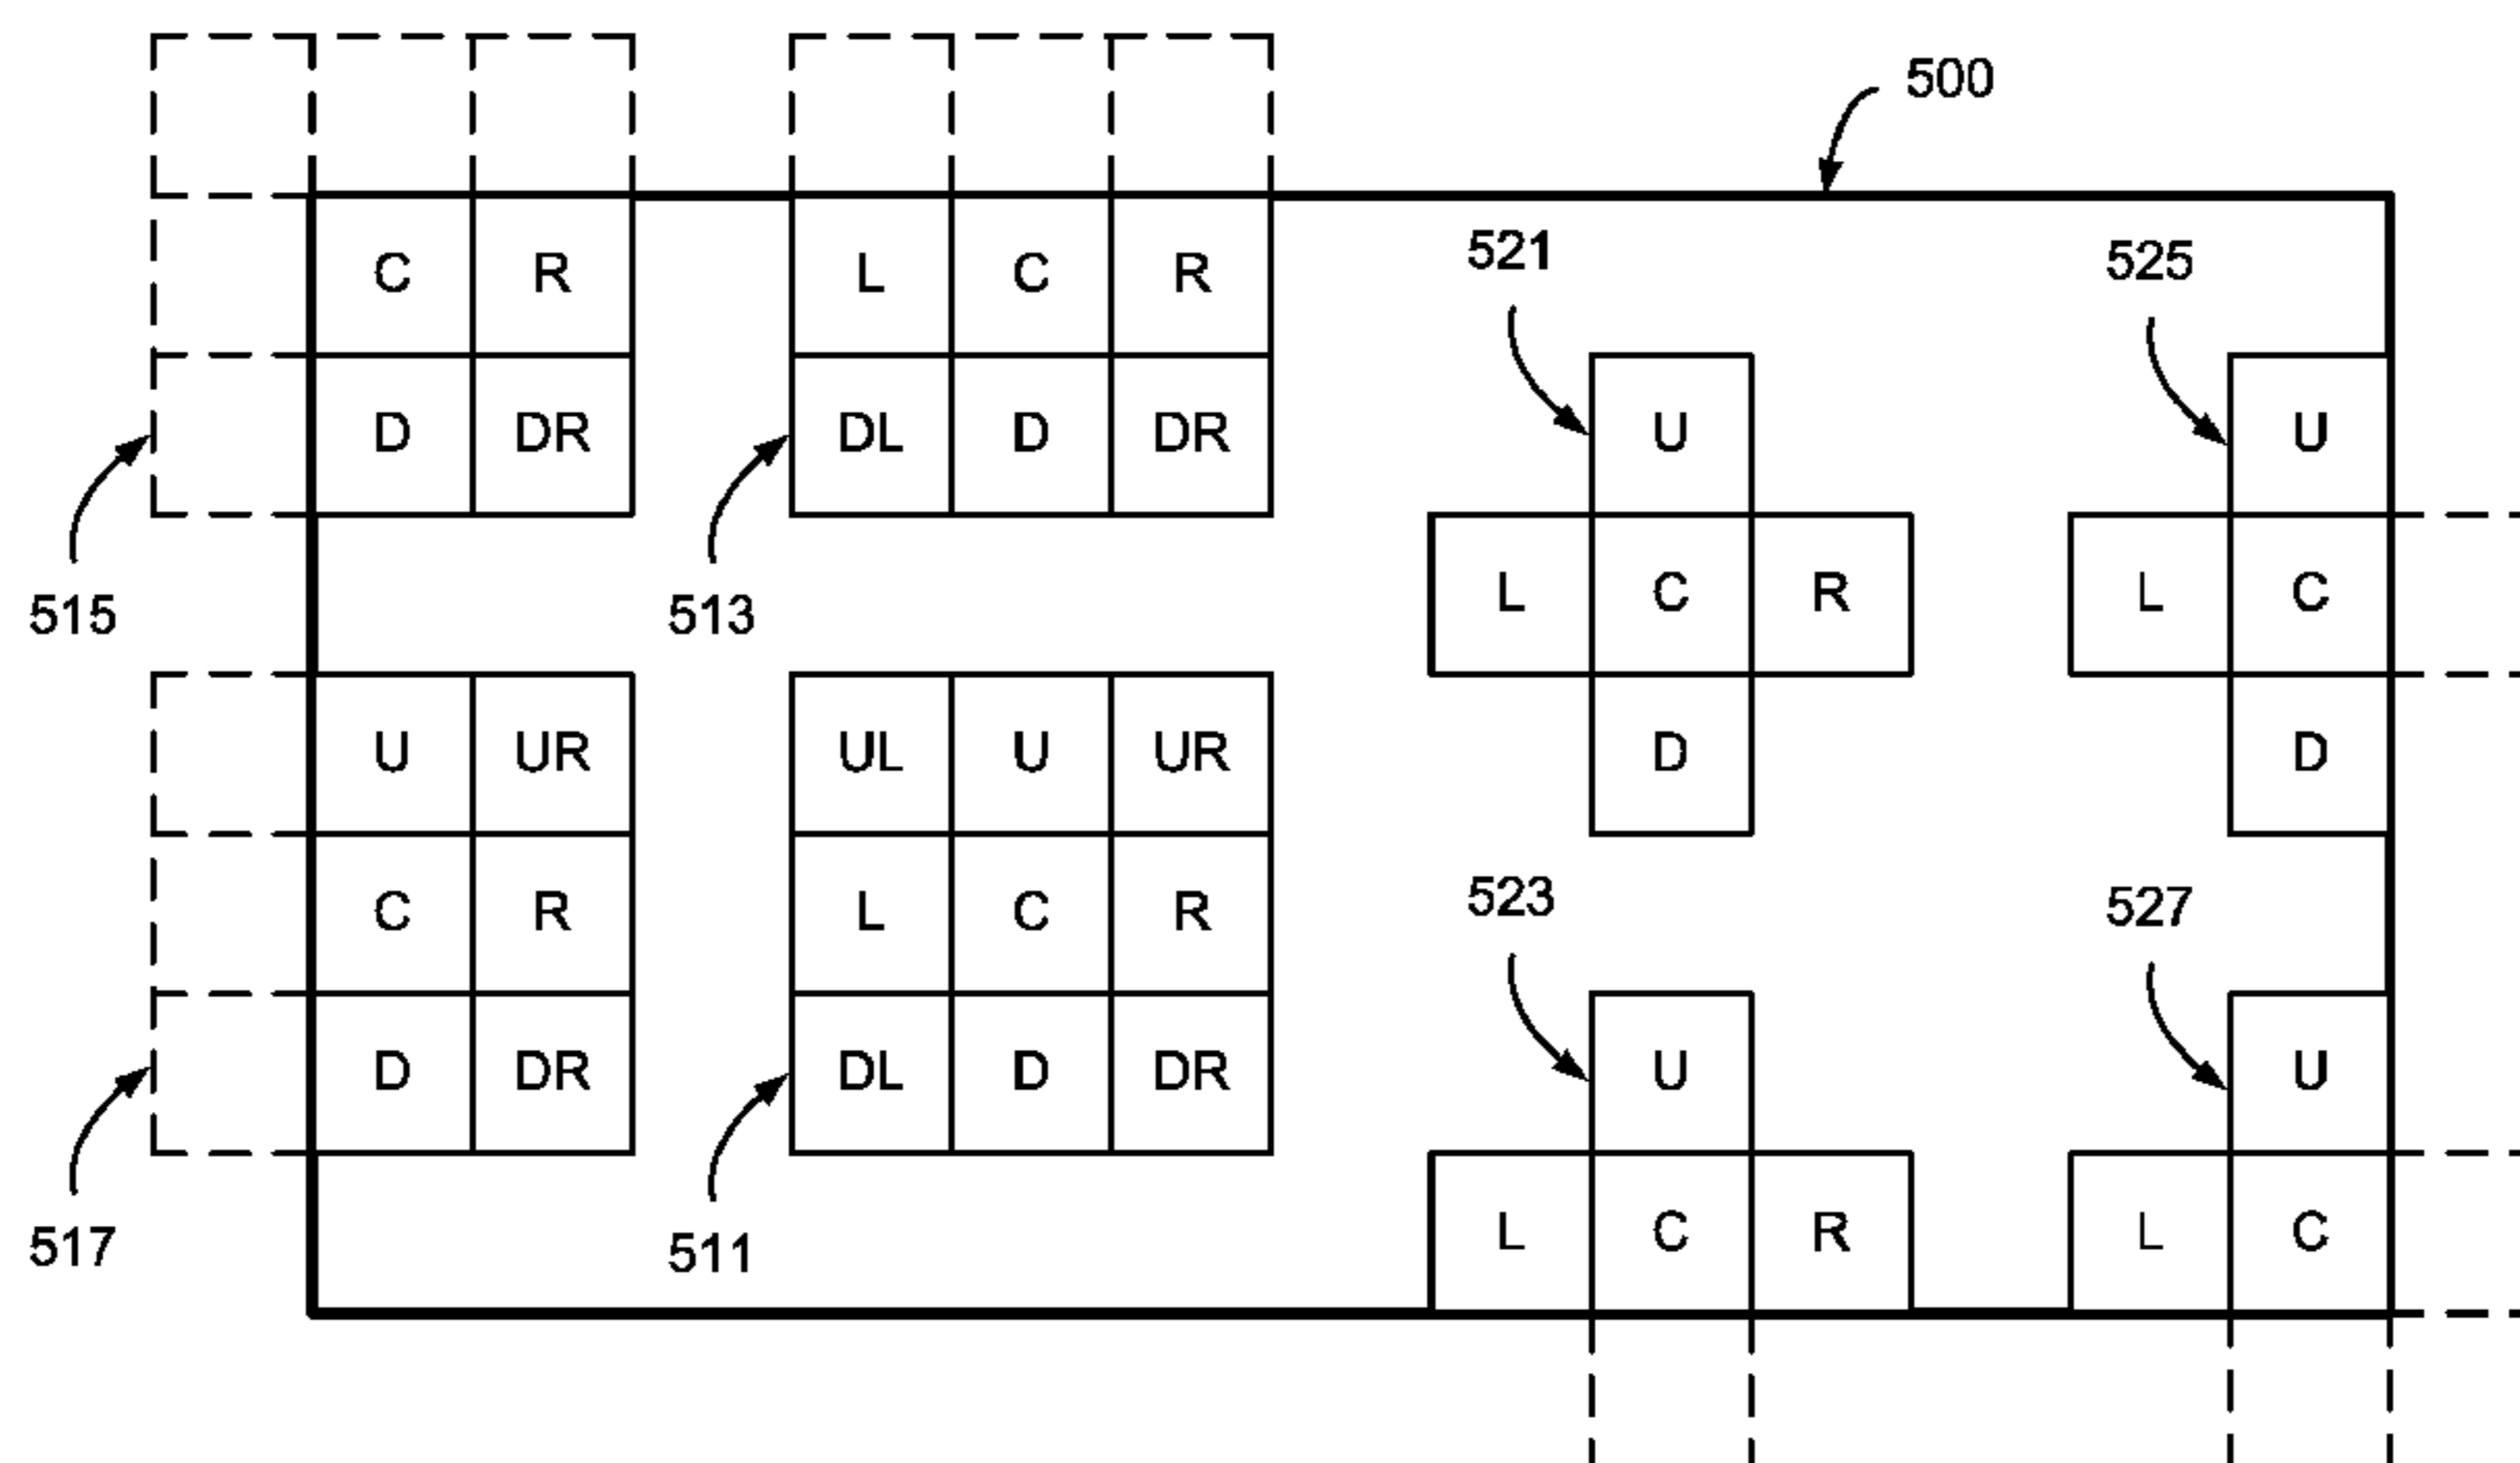 500
C R L C R
521
525
D DR DL D DR U U
515
513
L C R L C
U UR UL U UR D D
C R L C R
523
527
D DR DL D DR U U
517
511
L C R L C